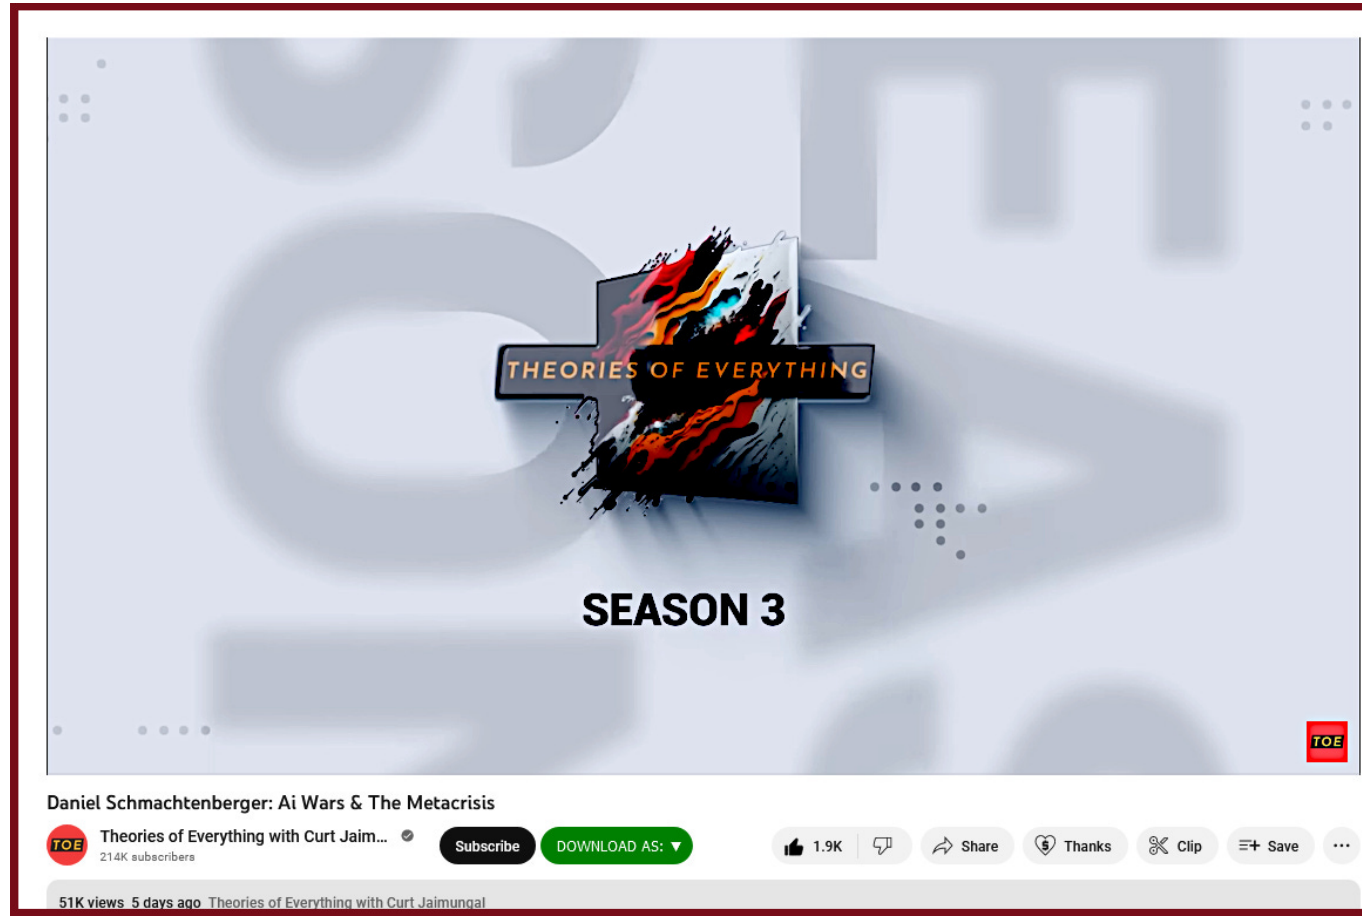 THEORIES OF EVERYTHING
SEASON 3
TOE
Daniel Schmachtenberger: Ai Wars & The Metacrisis
TOE
Theories of Everything with Curt Jaim...
214K subscribers
Subscribe
DOWNLOAD AS: ▼
1.9K
Share
Thanks
Clip
Save
...
51K views 5 days ago Theories of Everything with Curt Jaimungal